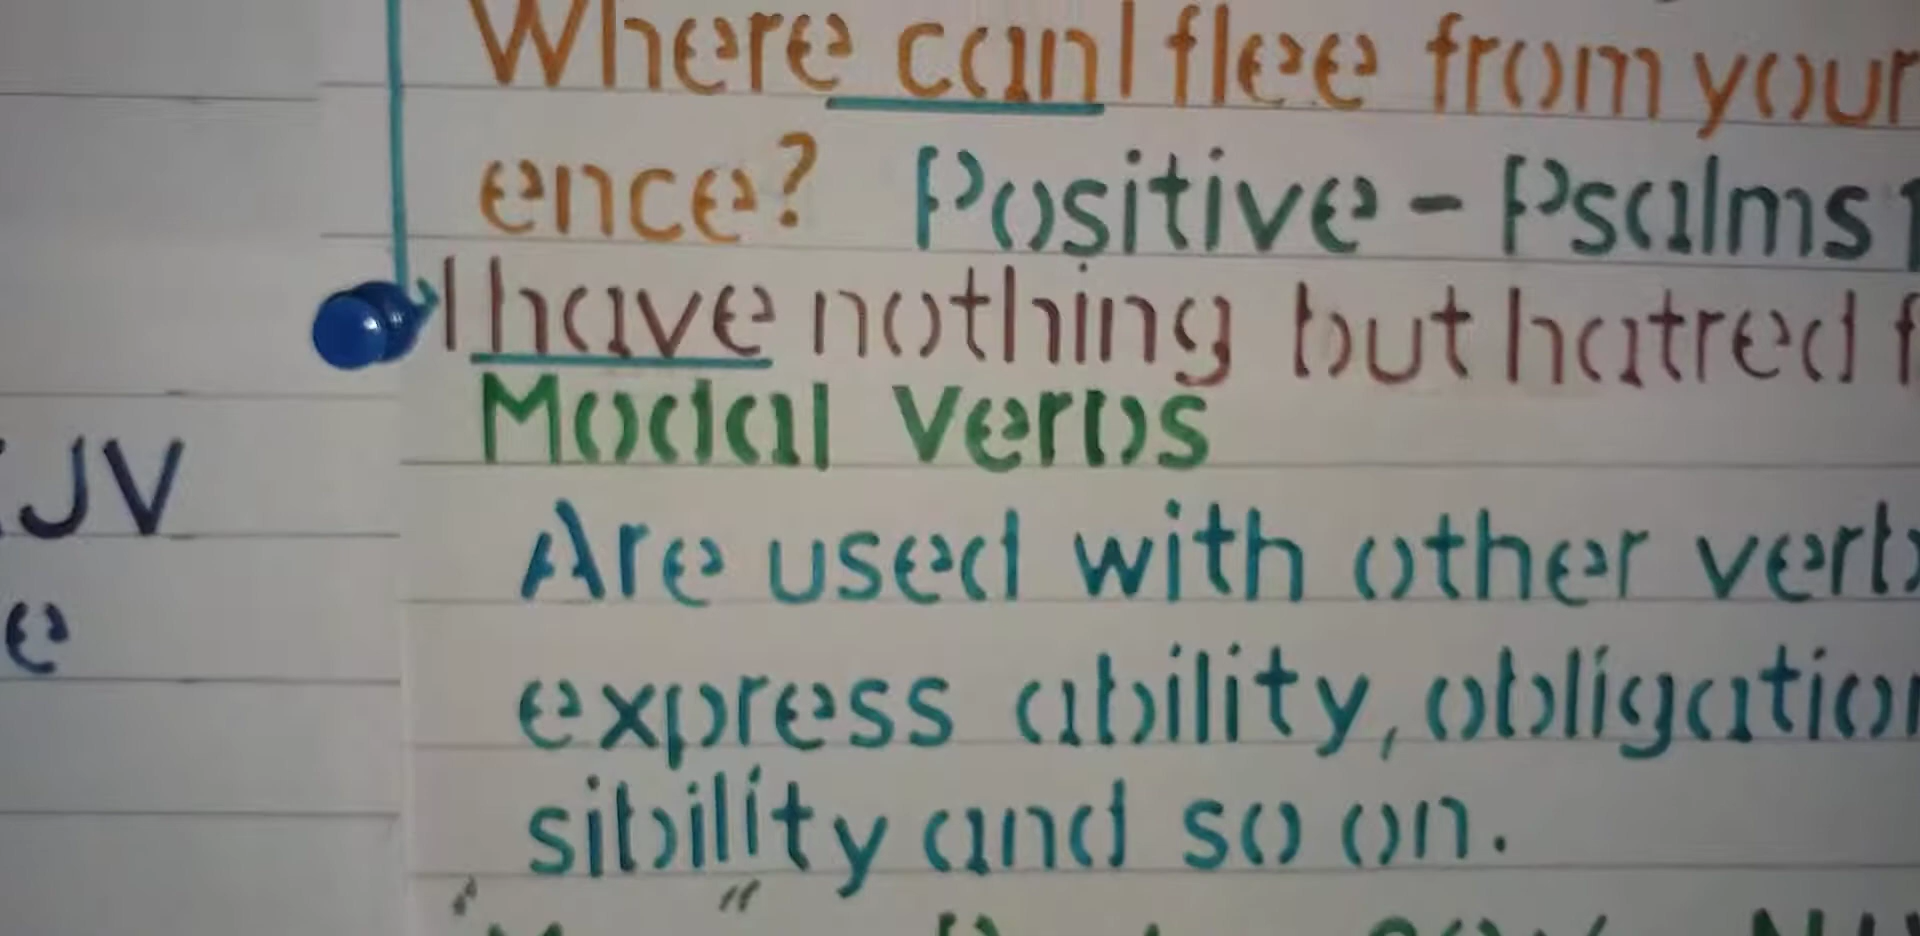 Where can I flee from your
ence? Positive - Psalms
I have nothing but hatred f
Modal Verbs
JV
Are used with other verb
e
express ability, obligation
sibility and so on.